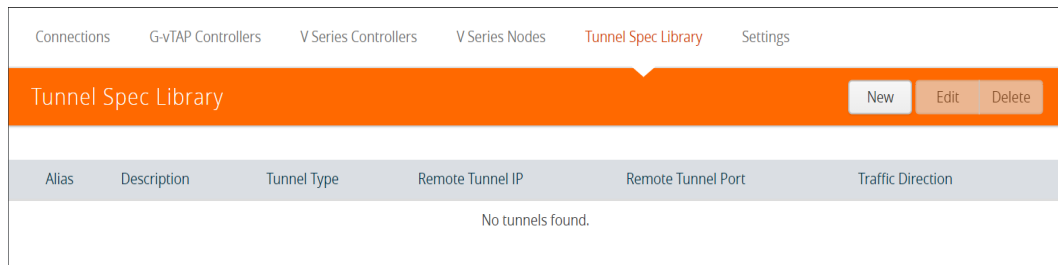 Connections G-vTAP Controllers V Series Controllers V Series Nodes Tunnel Spec Library Settings
Tunnel Spec Library New Edit Delete
Alias Description Tunnel Type Remote Tunnel IP Remote Tunnel Port Traffic Direction
No tunnels found.